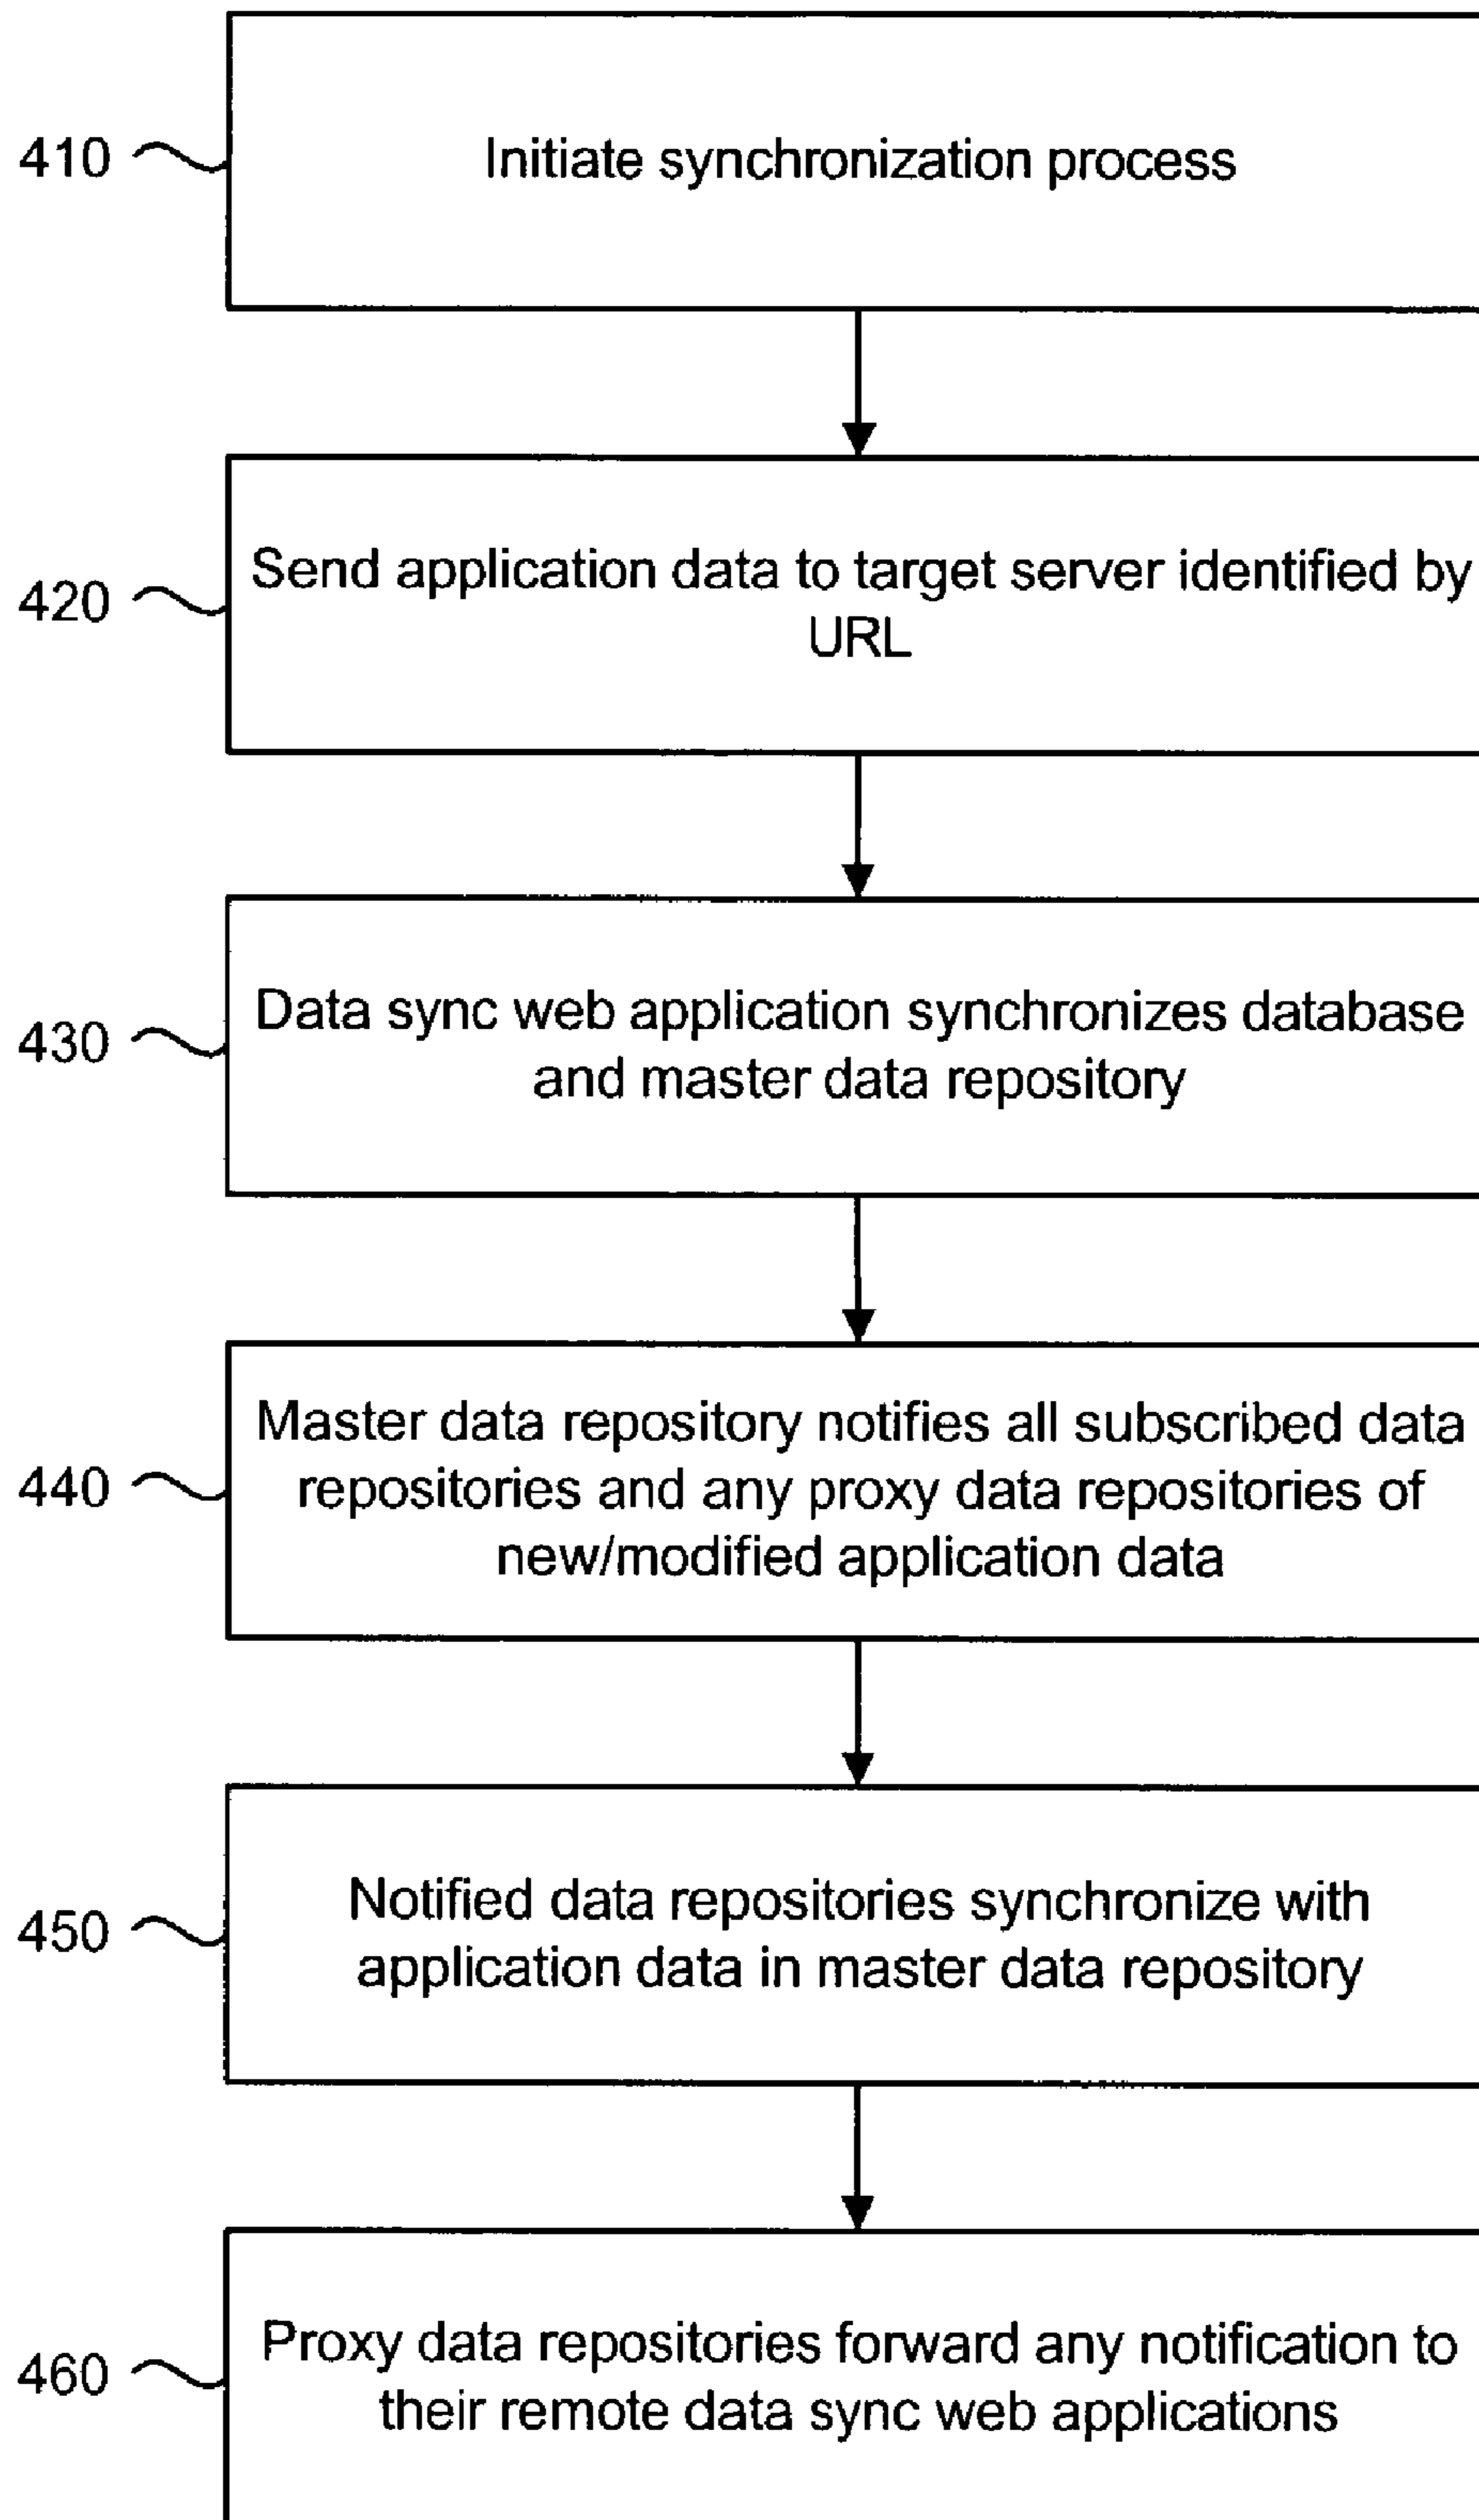 410
Initiate synchronization process
420
Send application data to target server identified by
URL
430
Data sync web application synchronizes database
and master data repository
440
Master data repository notifies all subscribed data
repositories and any proxy data repositories of
new/modified application data
450
Notified data repositories synchronize with
application data in master data repository
460
Proxy data repositories forward any notification to
their remote data sync web applications